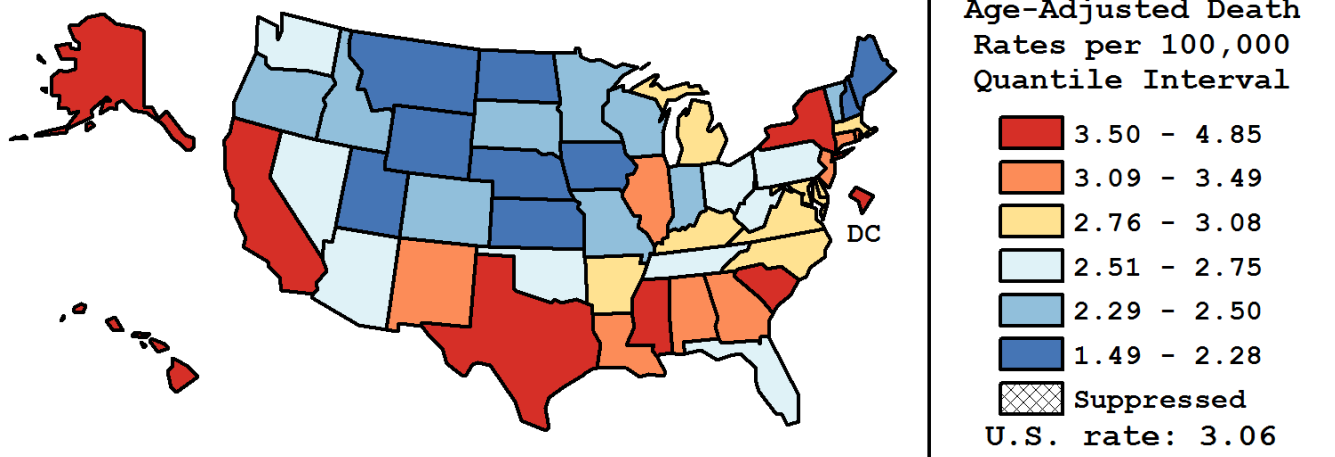 Age-Adjusted Death
Rates per 100,000
Quantile Interval
3.50 - 4.85
3.09 - 3.49
2.76 - 3.08
2.51 - 2.75
2.29 - 2.50
1.49 - 2.28
Suppressed
U.S. rate: 3.06
DC